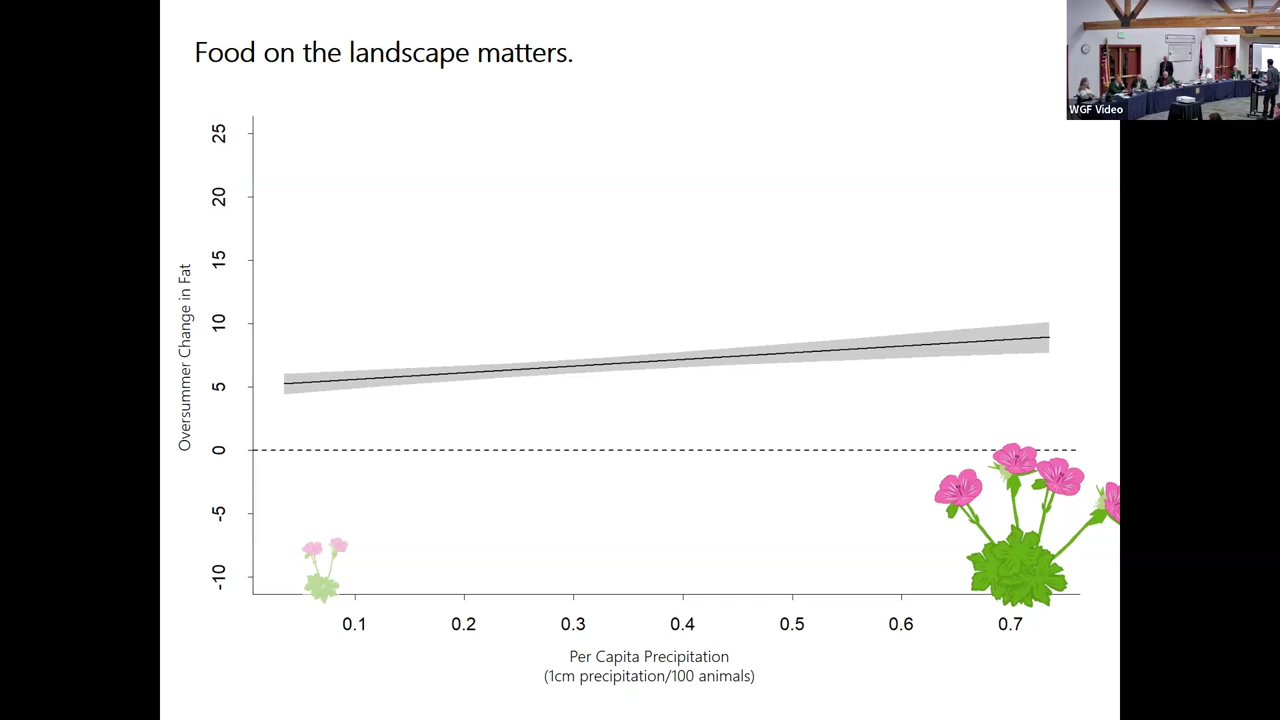 Food on the landscape matters.
WGF Video
25
20
15
10
5
0
-5
-10
Oversummer Change in Fat
0.1 0.2 0.3 0.4 0.5 0.6 0.7
Per Capita Precipitation
(1cm precipitation/100 animals)